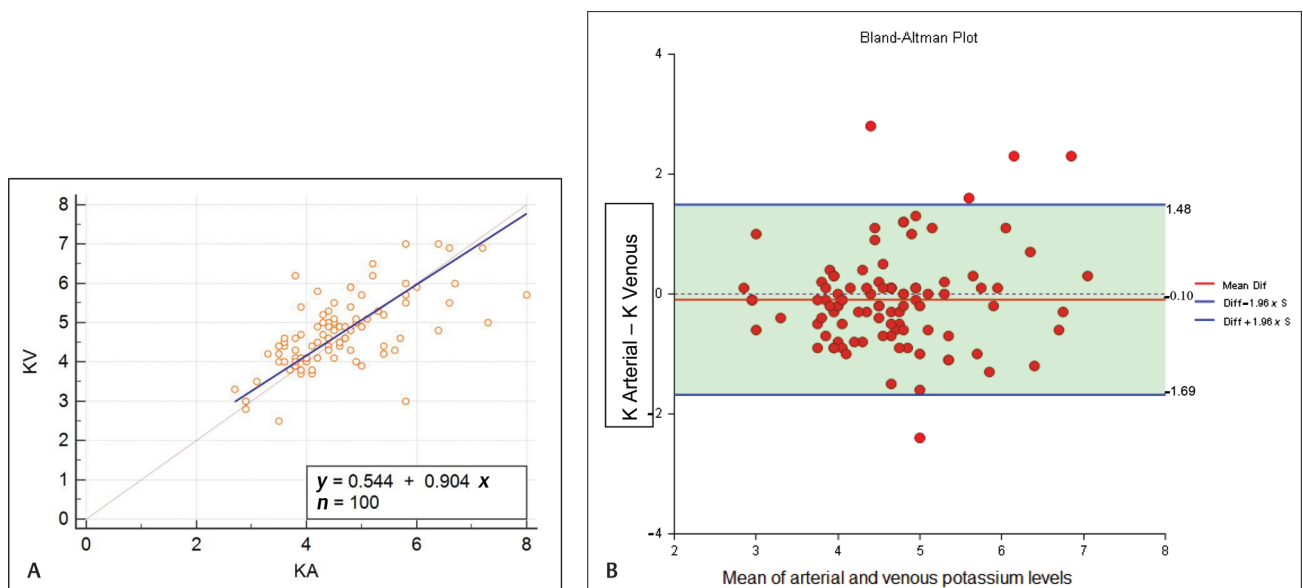 8
7
6
5
4
3
2
1
0
KV
0
2
4
6
8
KA
y = 0.544 + 0.904 x
n = 100
A
Bland-Altman Plot
4
2
0
-2
-4
K Arterial – K Venous
1.48
-0.10
-1.69
Mean Dif
Diff-1.96 x S
Diff + 1.96 x S
2
3
4
5
6
7
8
Mean of arterial and venous potassium levels
B